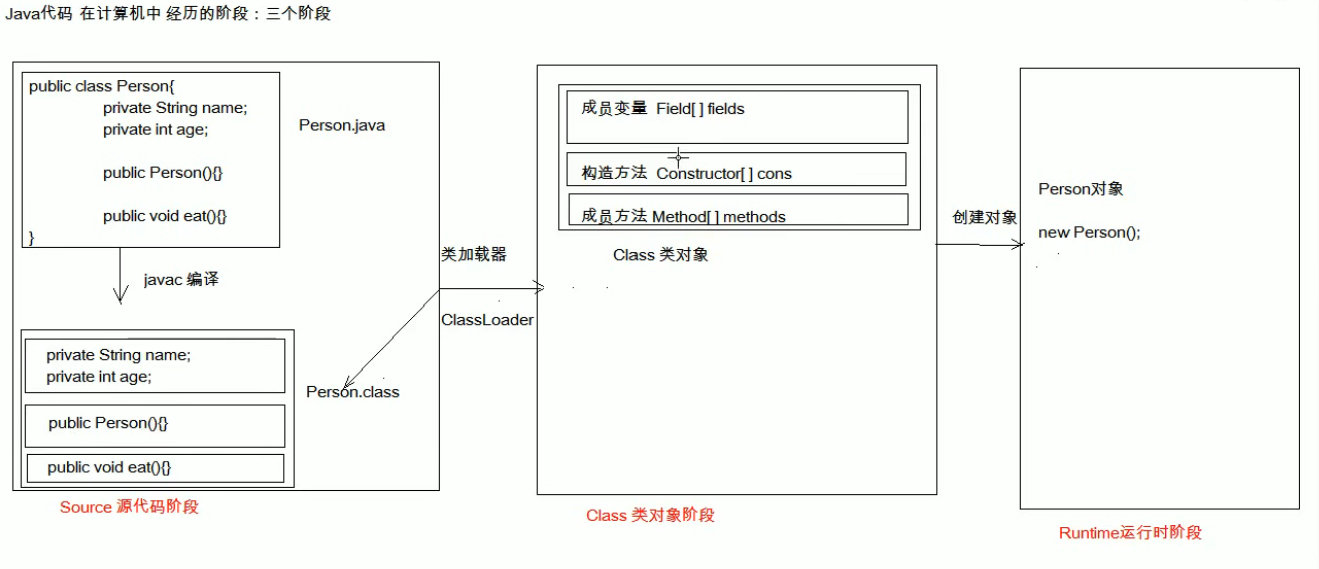 Java代码 在计算机中 经历的阶段：三个阶段
public class Person{
private String name;
private int age;
public Person(){}
public void eat(){}
}
Person.java
javac 编译
private String name;
private int age;
public Person(){}
public void eat(){}
Person.class
Source 源代码阶段
类加载器
ClassLoader
成员变量 Field[ ] fields
构造方法 Constructor[ ] cons
成员方法 Method[ ] methods
Class 类对象
Class 类对象阶段
创建对象
Person对象
new Person();
Runtime运行时阶段